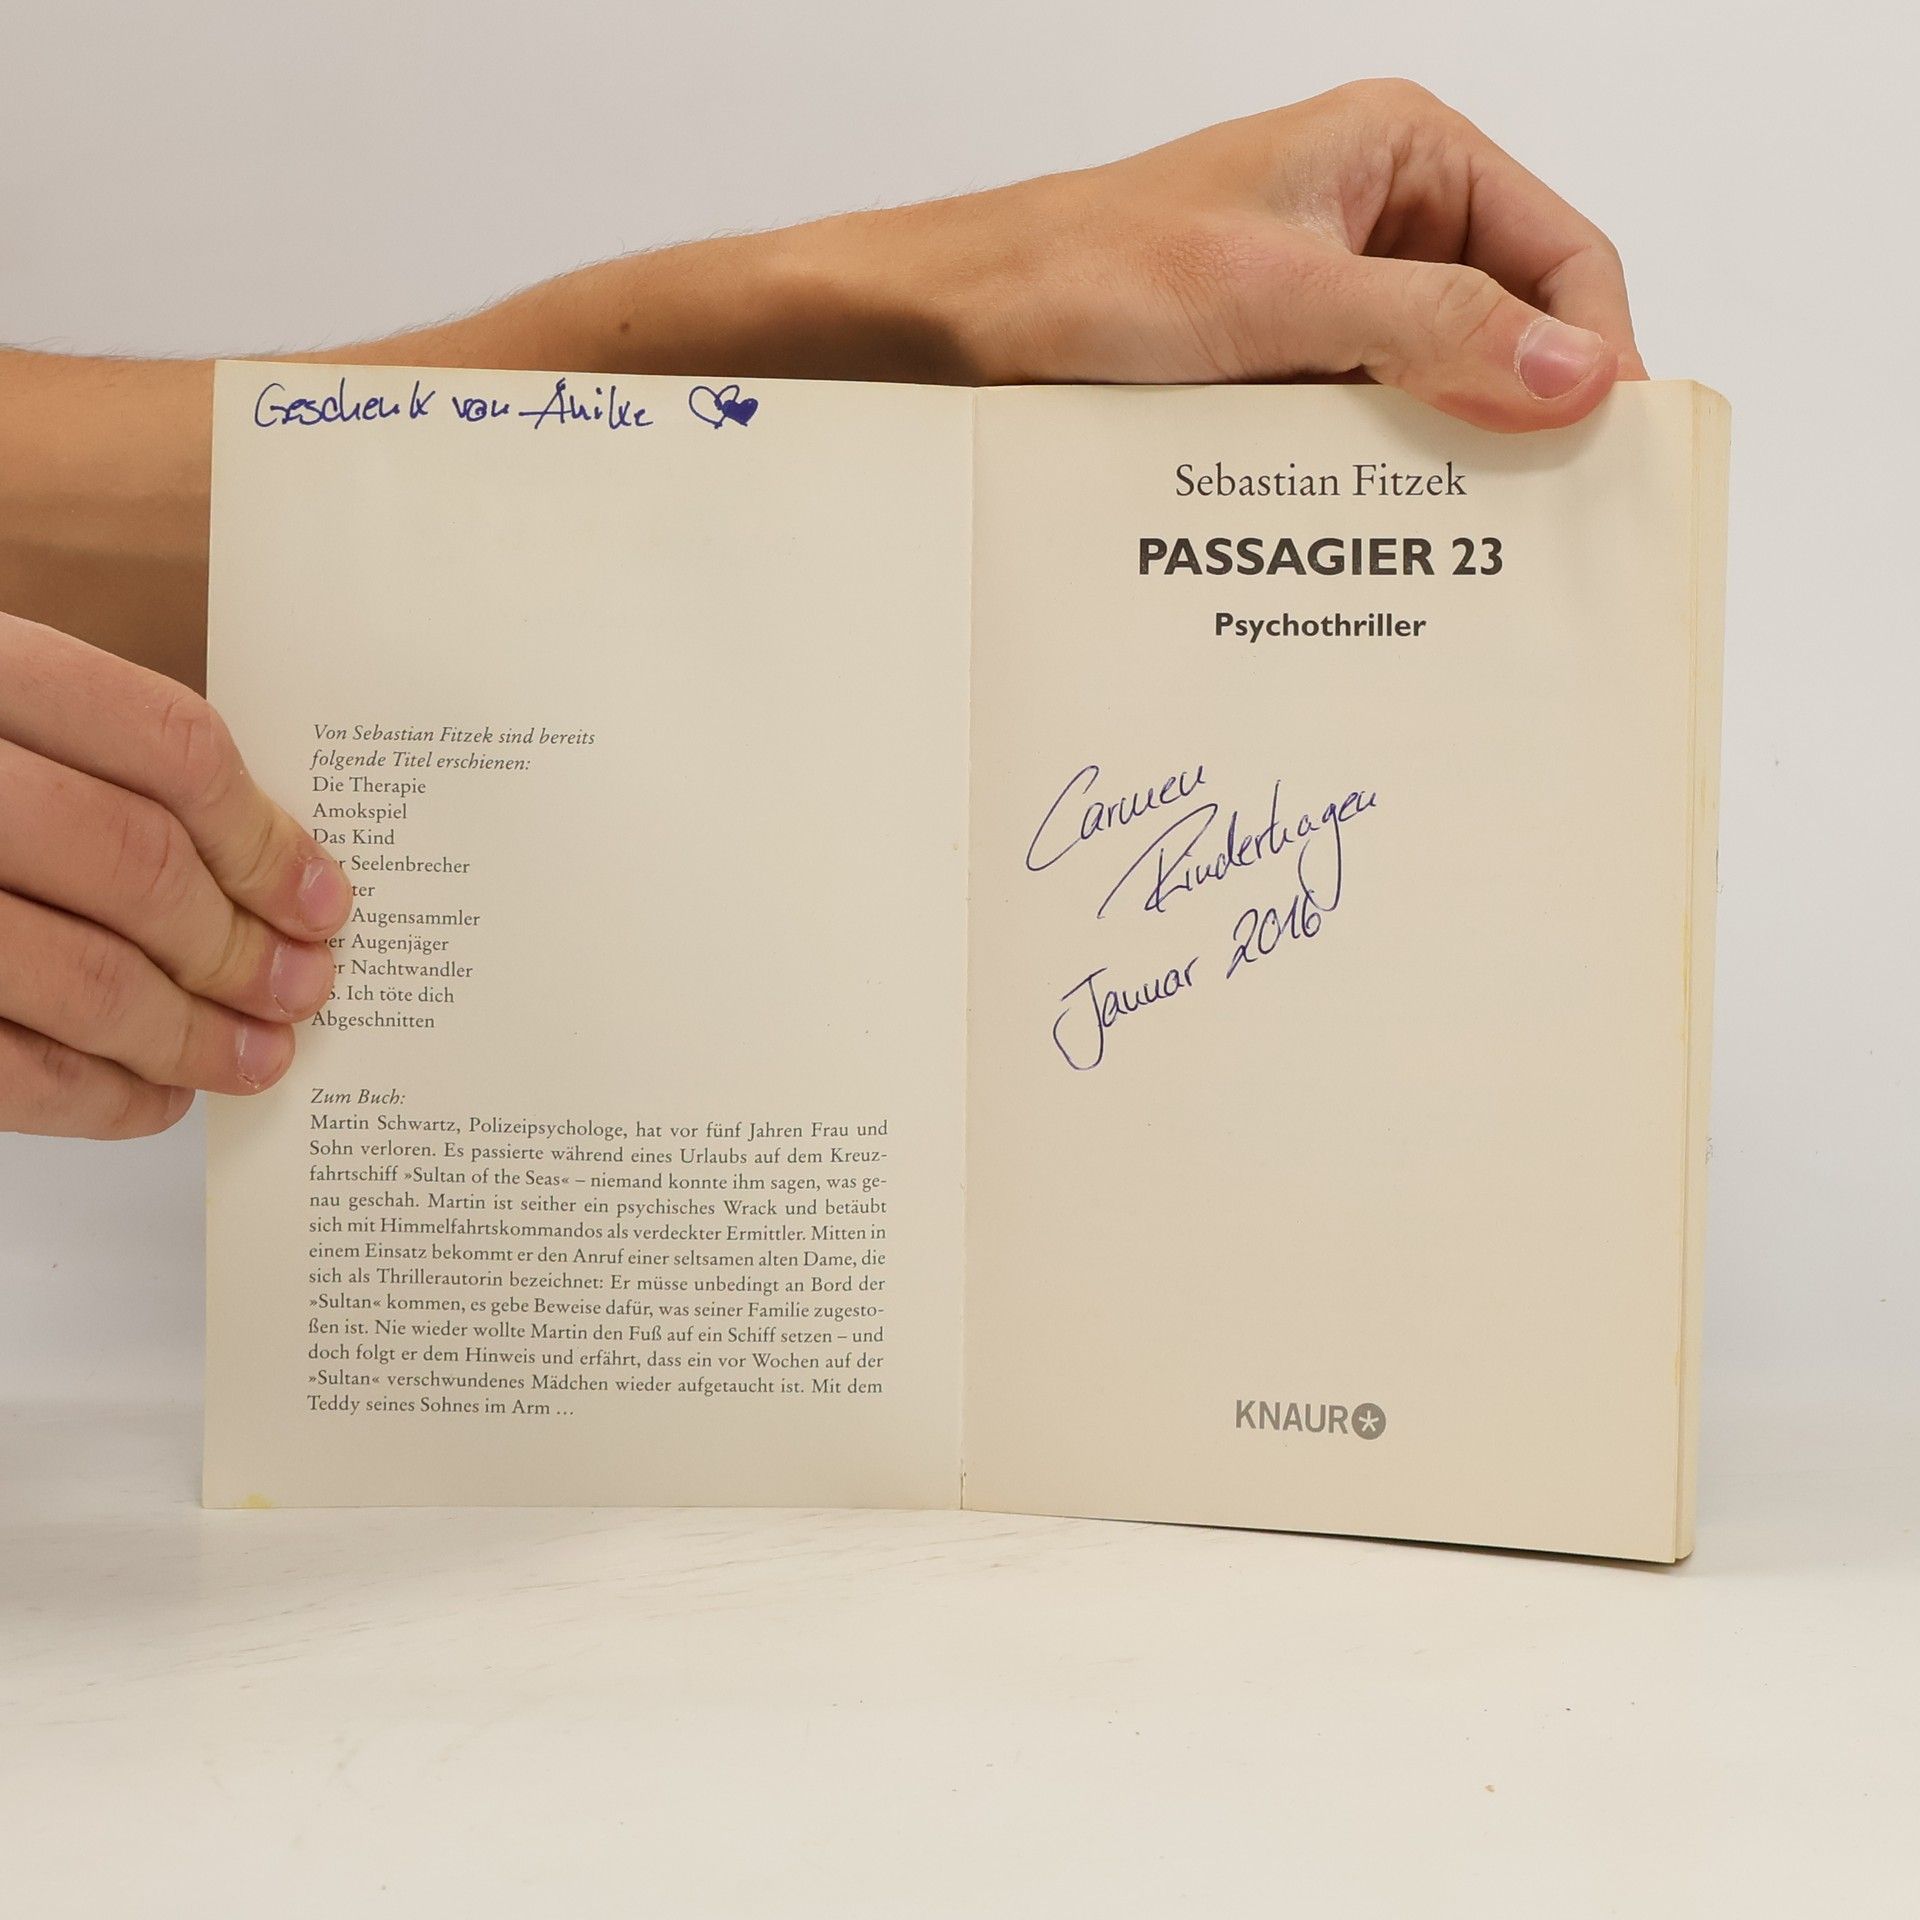 Geschenk von Änike
Von Sebastian Fitzek sind bereits
folgende Titel erschienen:
Die Therapie
Amokspiel
Das Kind
Seelenbrecher
Augensammler
Augenjäger
Nachtwandler
Ich töte dich
Abgeschnitten
Zum Buch:
Martin Schwartz, Polizeipsychologe, hat vor fünf Jahren Frau und
Sohn verloren. Es passierte während eines Urlaubs auf dem Kreuz-
fahrtschiff »Sultan of the Seas« – niemand konnte ihm sagen, was ge-
nau geschah. Martin ist seither ein psychisches Wrack und betäubt
sich mit Himmelfahrtskommandos als verdeckter Ermittler. Mitten in
einem Einsatz bekommt er den Anruf einer seltsamen alten Dame, die
sich als Thrillerautorin bezeichnet: Er müsse unbedingt an Bord der
»Sultan« kommen, es gebe Beweise dafür, was seiner Familie zugesto-
ßen ist. Nie wieder wollte Martin den Fuß auf ein Schiff setzen – und
doch folgt er dem Hinweis und erfährt, dass ein vor Wochen auf der
»Sultan« verschwundenes Mädchen wieder aufgetaucht ist. Mit dem
Teddy seines Sohnes im Arm …
Sebastian Fitzek
PASSAGIER 23
Psychothriller
Carmen
Rinderhagen
Januar 2016
KNAUR